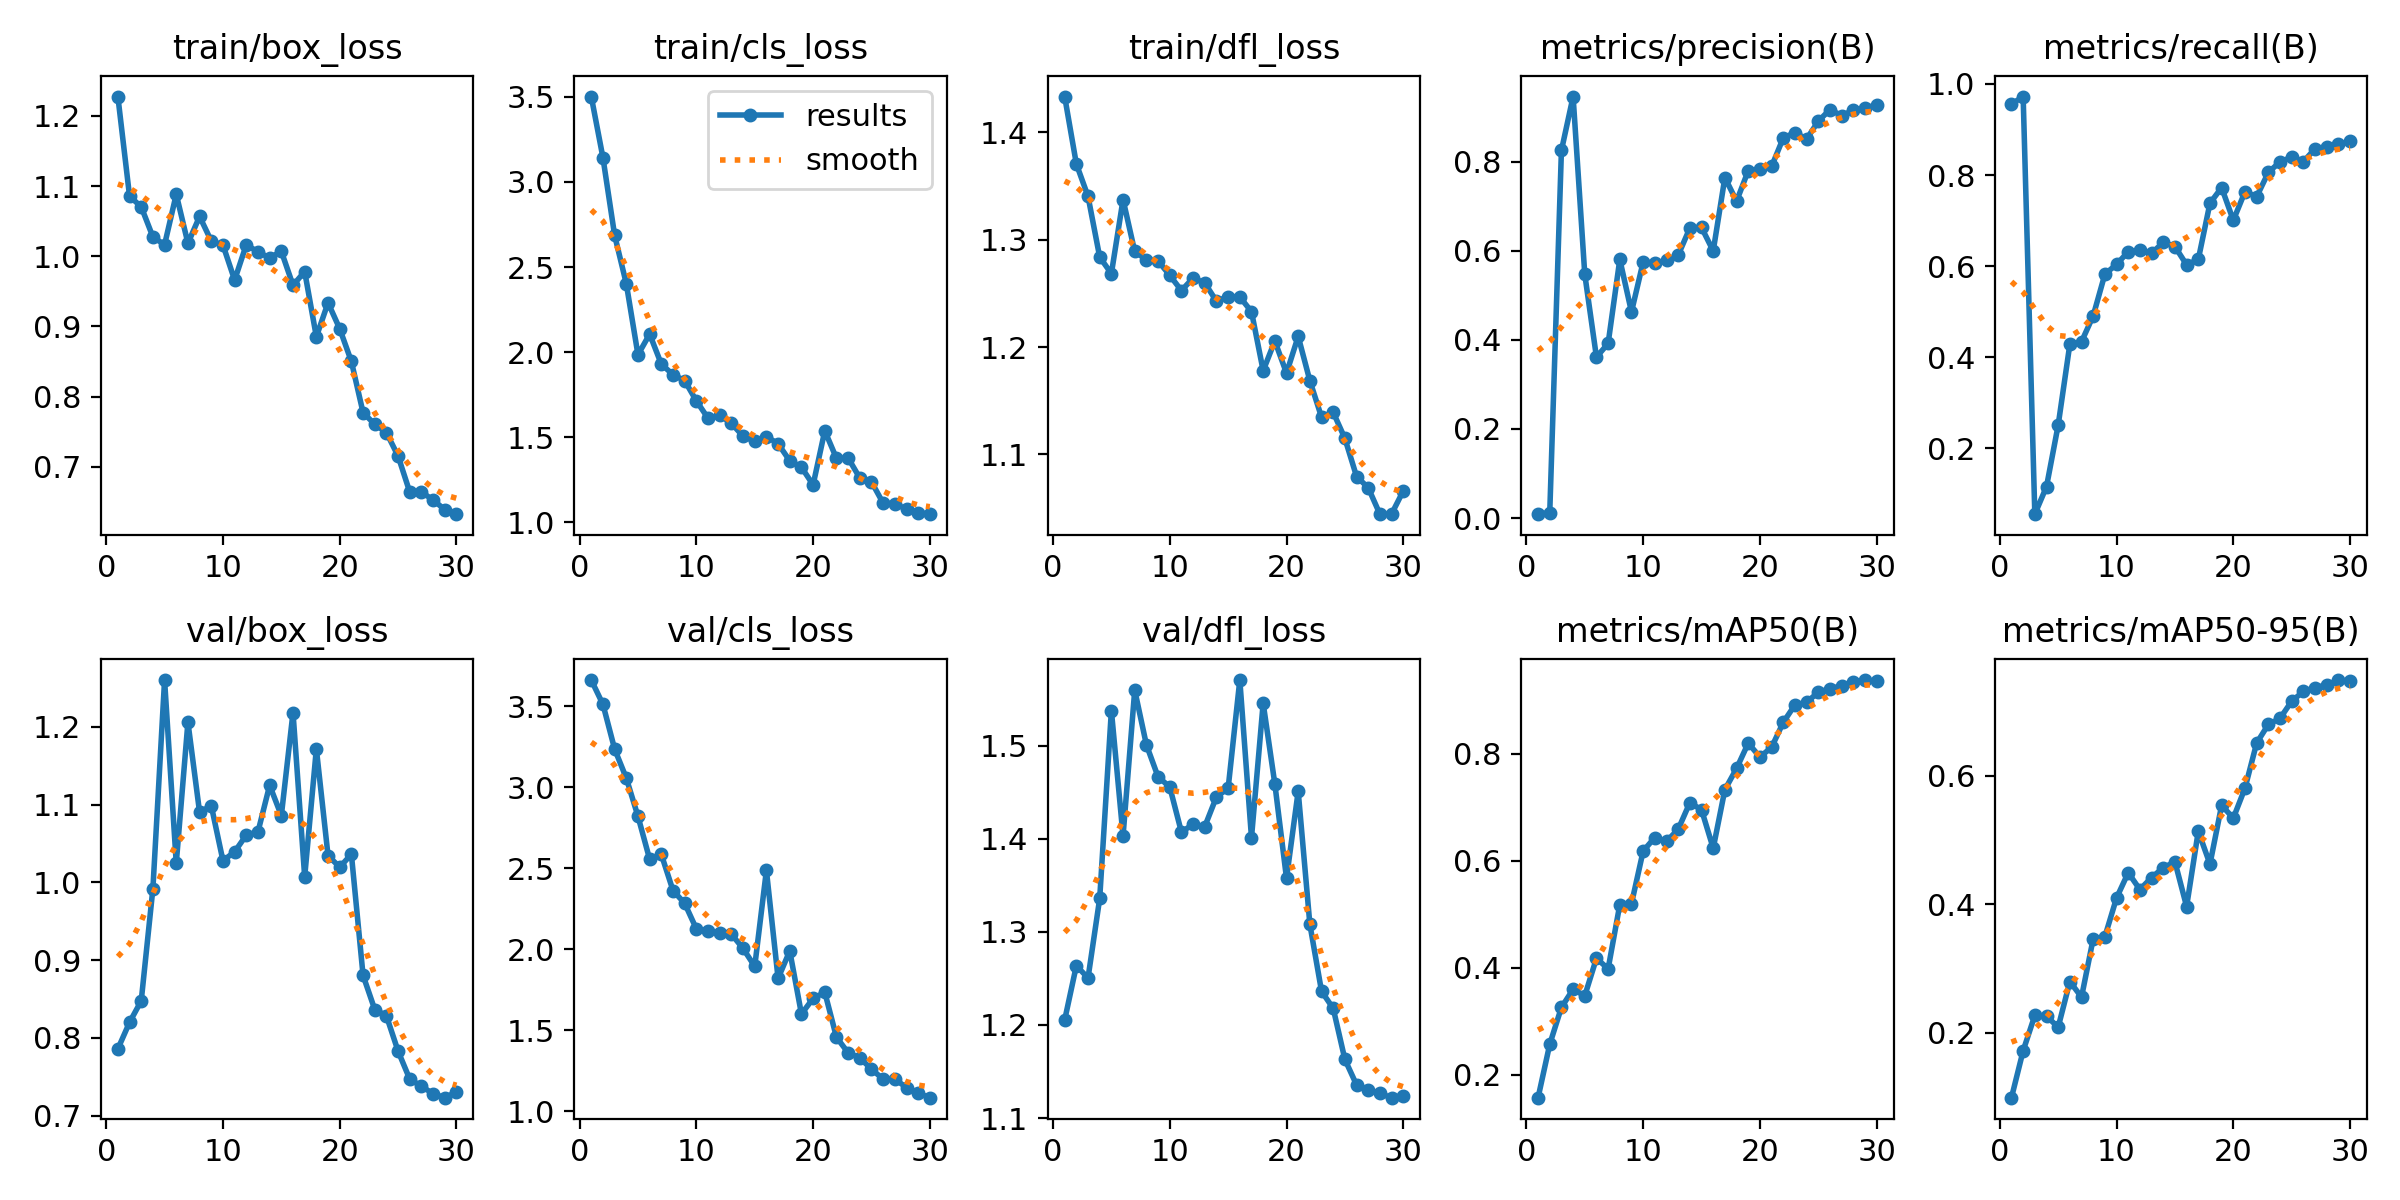 train/box_loss
1.2
1.1
1.0
0.9
0.8
0.7
0 10 20 30
train/cls_loss
results
smooth
3.5
3.0
2.5
2.0
1.5
1.0
0 10 20 30
train/dfl_loss
1.4
1.3
1.2
1.1
0 10 20 30
metrics/precision(B)
0.8
0.6
0.4
0.2
0.0
0 10 20 30
metrics/recall(B)
1.0
0.8
0.6
0.4
0.2
0 10 20 30
val/box_loss
1.2
1.1
1.0
0.9
0.8
0.7
0 10 20 30
val/cls_loss
3.5
3.0
2.5
2.0
1.5
1.0
0 10 20 30
val/dfl_loss
1.5
1.4
1.3
1.2
1.1
0 10 20 30
metrics/mAP50(B)
0.8
0.6
0.4
0.2
0 10 20 30
metrics/mAP50-95(B)
0.6
0.4
0.2
0 10 20 30